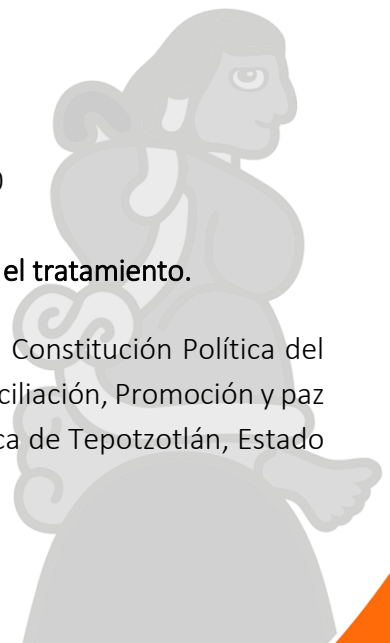 el tratamiento.
Constitución Política del
ciliación, Promoción y paz
ca de Tepotzotlán, Estado